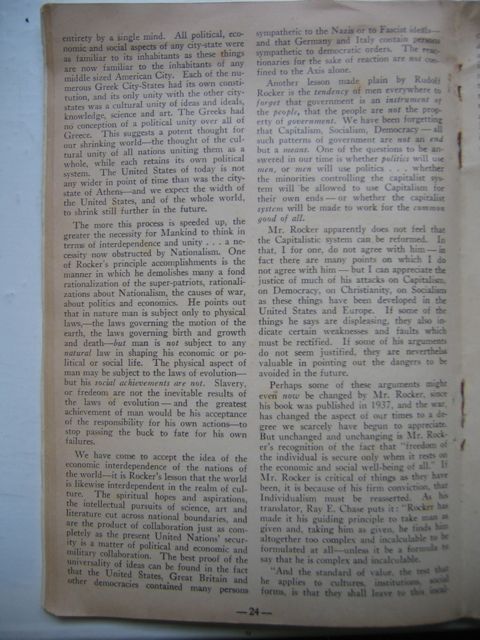 entirety by a single mind. All political, eco-
nomic and social aspects of any city-state were
as familiar to its inhabitants as these things
are now familiar to the inhabitants of any
middle sized American City. Each of the nu-
merous Greek City-States had its own consti-
tution, and its only unity with the other city-
states was a cultural unity of ideas and ideals,
knowledge, science and art. The Greeks had
no conception of a political unity over all of
Greece. This suggests a potent thought for
our shrinking world—the thought of the cul-
tural unity of all nations uniting them as a
whole, while each retains its own political
system. The United States of today is not
any wider in point of time than was the city-
state of Athens—and we expect the width of
the United States, and of the whole world,
to shrink still further in the future.
The more this process is speeded up, the
greater the necessity for Mankind to think in
terms of interdependence and unity . . . a ne-
cessity now obstructed by Nationalism. One
of Rocker's principle accomplishments is the
manner in which he demolishes many a fond
rationalization of the super-patriots, rationali-
zations about Nationalism, the causes of war,
about politics and economics. He points out
that in nature man is subject only to physical
laws,—the laws governing the motion of the
earth, the laws governing birth and growth
and death—but man is not subject to any
natural law in shaping his economic or po-
litical or social life. The physical aspect of
man may be subject to the laws of evolution—
but his social achievements are not. Slavery,
or fredeom are not the inevitable results of
the laws of evolution — and the greatest
achievement of man would be his acceptance
of the responsibility for his own actions—to
stop passing the buck to fate for his own
failures.
We have come to accept the idea of the
economic interdependence of the nations of
the world—it is Rocker's lesson that the world
is likewise interdependent in the realm of cul-
ture. The spiritual hopes and aspirations,
the intellectual pursuits of science, art and
literature cut across national boundaries, and
are the product of collaboration just as com-
pletely as the present United Nations' secur-
ity is a matter of political and economic and
military collaboration. The best proof of the
universality of ideas can be found in the fact
that the United States, Great Britain and
other democracies contained many persons
sympathetic to the Nazi or to Fascist ideals—
and that Germany and Italy contain persons
sympathetic to democratic orders. The reac-
tionaries for the sake of reaction are not con-
fined to the Axis alone.
Another lesson made plain by Rudolf
Rocker is the tendency of men everywhere to
forget that government is an instrument of
the people, that the people are not the prop-
erty of government. We have been forgetting
that Capitalism, Socialism, Democracy — all
such patterns of government are not an end
but a means. One of the questions to be an-
swered in our time is whether politics will use
men, or men will use politics . . . whether
the minorities controlling the capitalist sys-
tem will be allowed to use Capitalism for
their own ends — or whether the capitalist
system will be made to work for the common
good of all.
Mr. Rocker apparently does not feel that
the Capitalistic system can be reformed. In
that, I for one, do not agree with him — in
fact there are many points on which I do
not agree with him — but I can appreciate the
justice of much of his attacks on Capitalism,
on Democracy, on Christianity, on Socialism
as these things have been developed in the
United States and Europe. If some of the
things he says are displeasing, they also in-
dicate certain weaknesses and faults which
must be rectified. If some of his arguments
do not seem justified, they are nevertheless
valuable in pointing out the dangers to be
avoided in the future.
Perhaps some of these arguments might
even now be changed by Mr. Rocker, since
his book was published in 1937, and the war,
has changed the aspect of our times to a de-
gree we scarcely have begun to appreciate.
But unchanged and unchanging is Mr. Rock-
er's recognition of the fact that "freedom of
the individual is secure only when it rests on
the economic and social well-being of all." If
Mr. Rocker is critical of things as they have
been, it is because of his firm conviction, that
Individualism must be reasserted. As his
translator, Ray E. Chase puts it: "Rocker has
made it his guiding principle to take man as
given and, taking him as given, he finds him
altogether too complex and incalculable to be
formulated at all—unless it be a formula to
say that he is complex and incalculable.
"And the standard of value, the test that
he applies to cultures, institutions, social
forms, is that they shall leave to this incal-
—24—